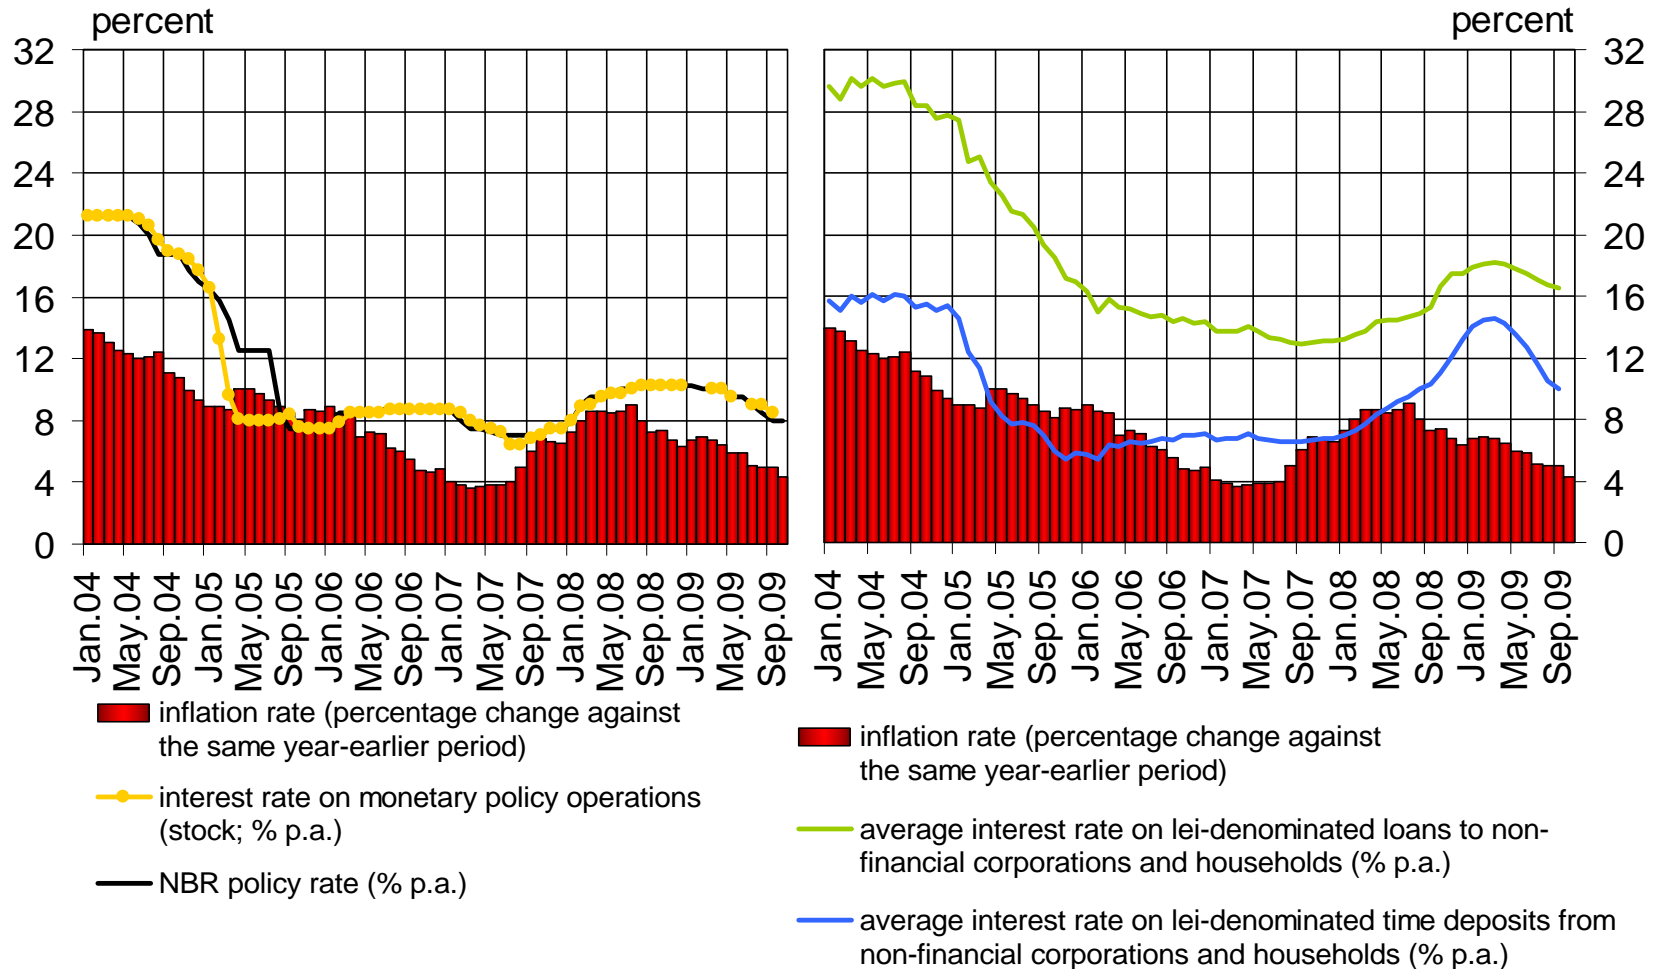 percent
32
28
24
20
16
12
8
4
0
Jan.04
May.04
Sep.04
Jan.05
May.05
Sep.05
Jan.06
May.06
Sep.06
Jan.07
May.07
Sep.07
Jan.08
May.08
Sep.08
Jan.09
May.09
Sep.09
inflation rate (percentage change against
the same year-earlier period)
interest rate on monetary policy operations
(stock; % p.a.)
NBR policy rate (% p.a.)
percent
32
28
24
20
16
12
8
4
0
Jan.04
May.04
Sep.04
Jan.05
May.05
Sep.05
Jan.06
May.06
Sep.06
Jan.07
May.07
Sep.07
Jan.08
May.08
Sep.08
Jan.09
May.09
Sep.09
inflation rate (percentage change against
the same year-earlier period)
average interest rate on lei-denominated loans to non-
financial corporations and households (% p.a.)
average interest rate on lei-denominated time deposits from
non-financial corporations and households (% p.a.)